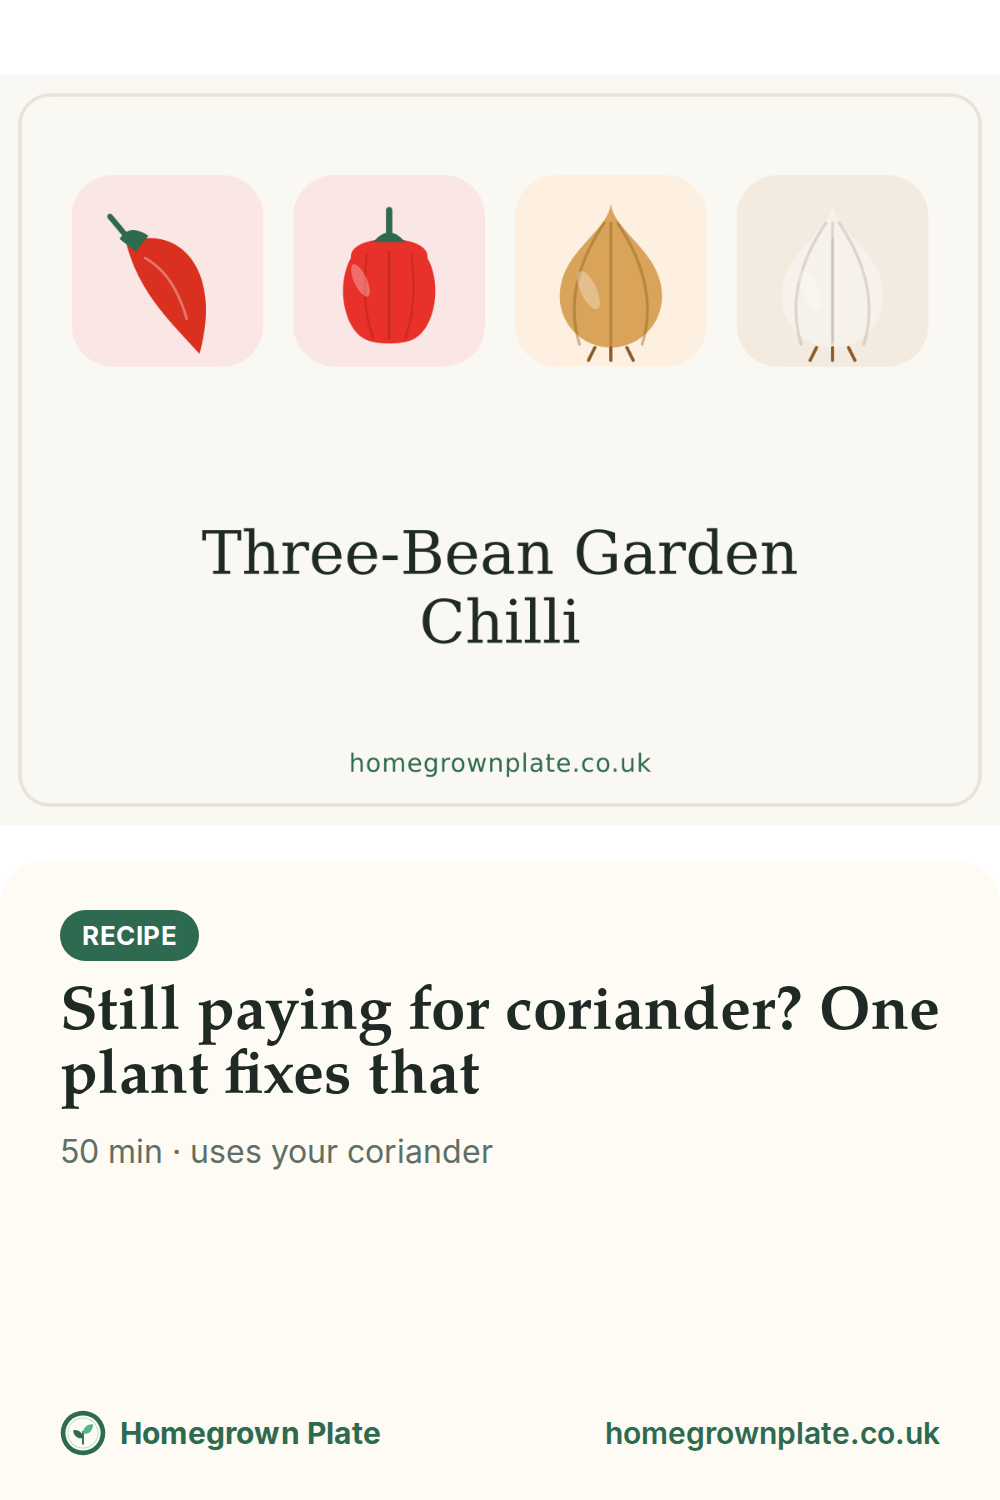 Three-Bean Garden
Chilli
homegrownplate.co.uk
RECIPE
Still paying for coriander? One
plant fixes that
50 min · uses your coriander
Homegrown Plate
homegrownplate.co.uk